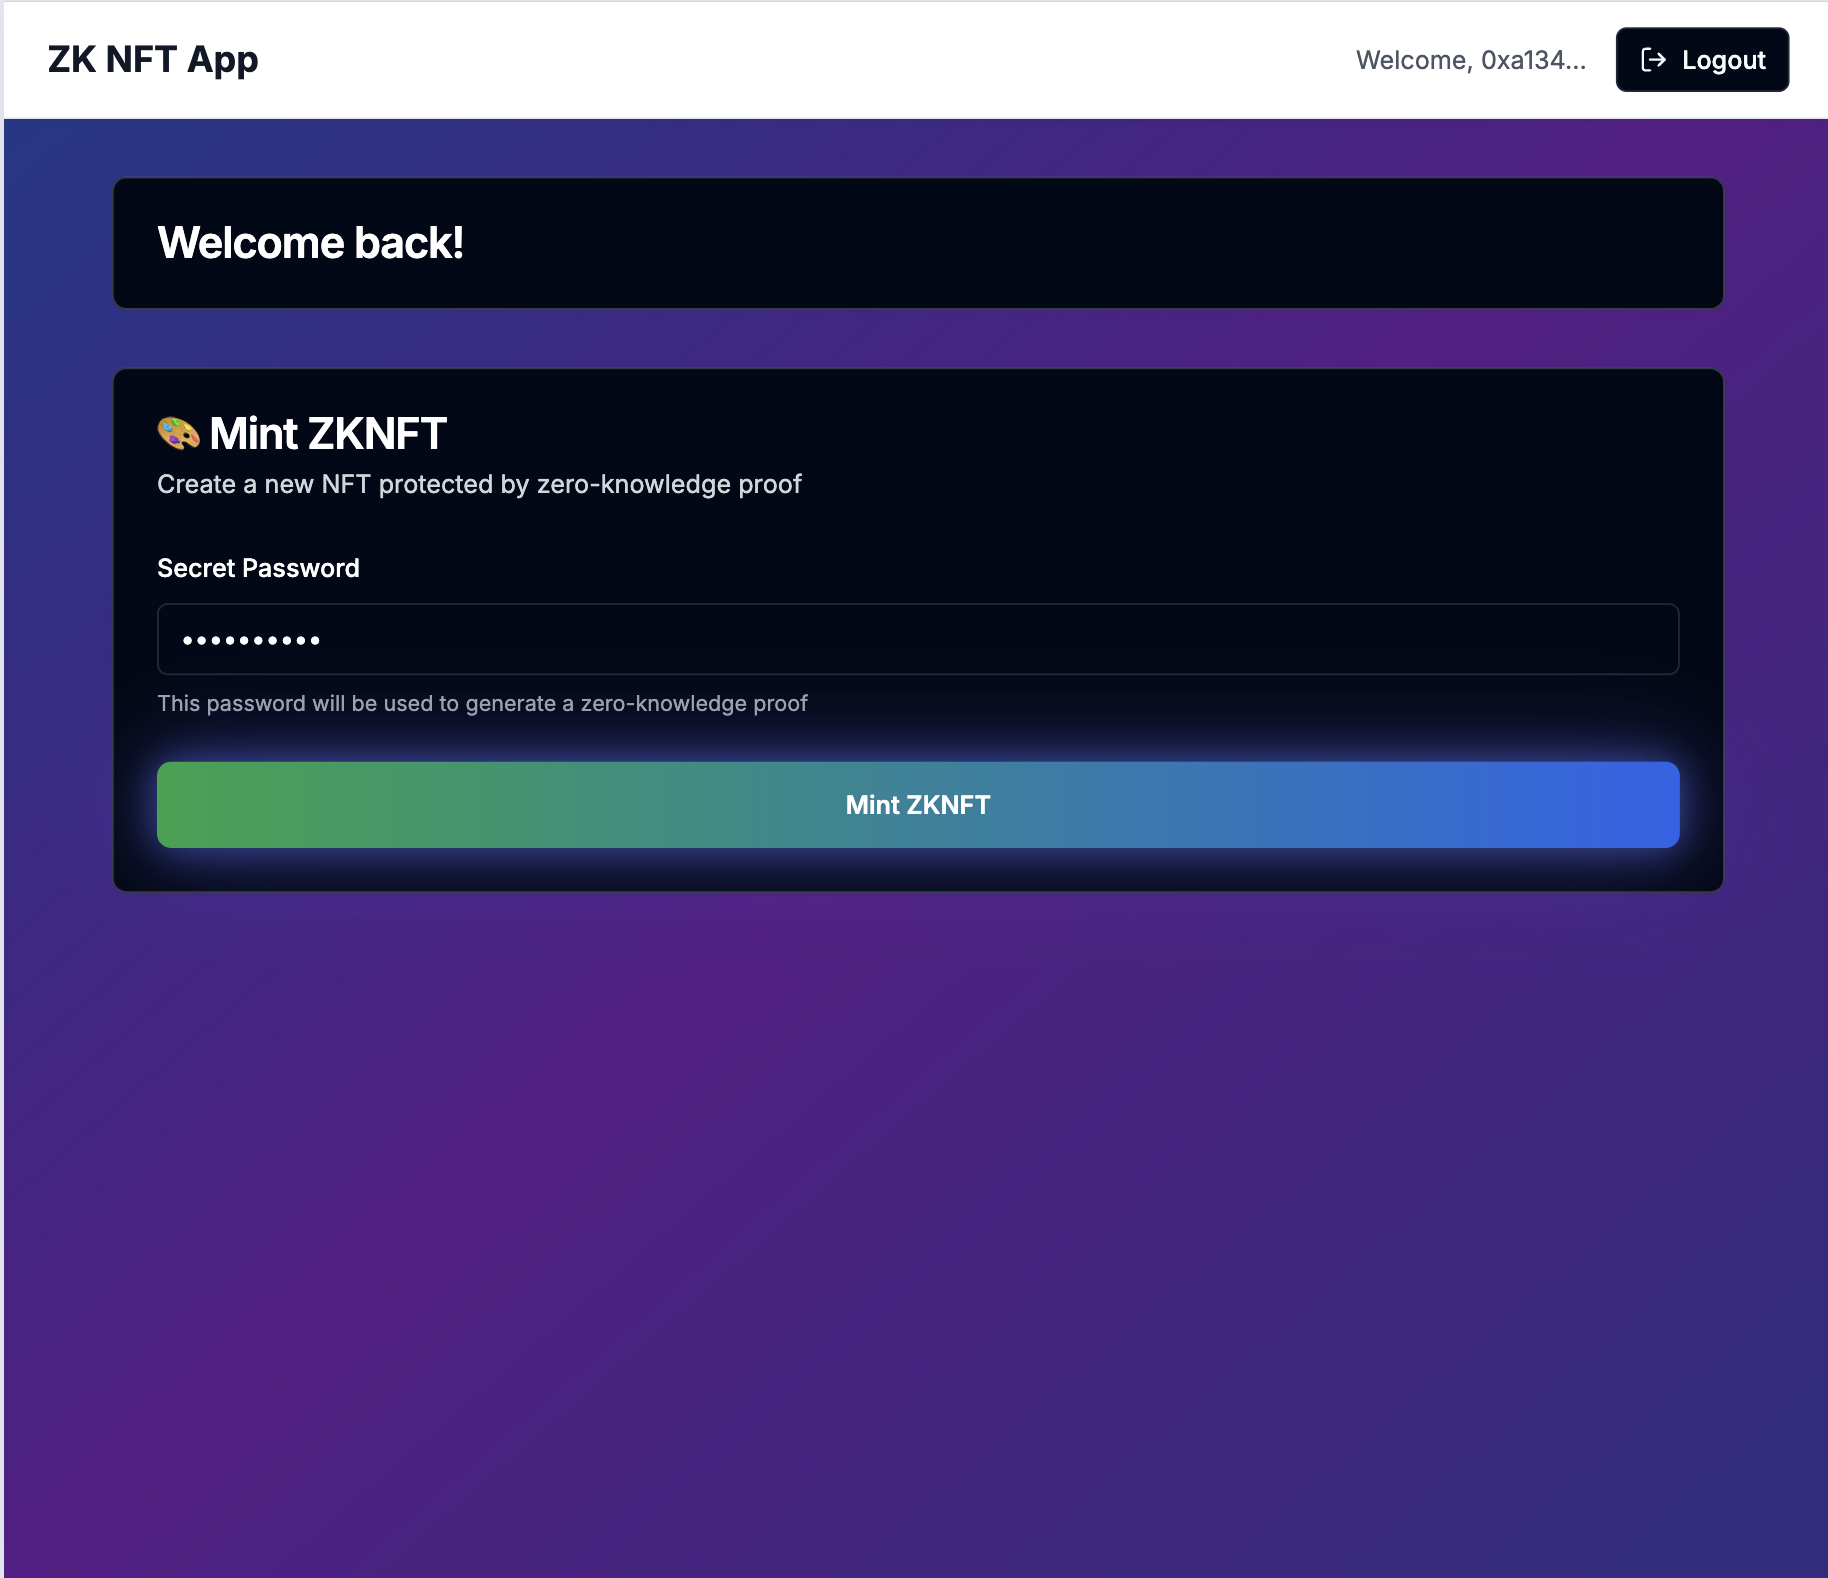 ZK NFT App
Welcome, 0xa134...
Logout
Welcome back!
🎨 Mint ZKNFT
Create a new NFT protected by zero-knowledge proof
Secret Password
••••••••••
This password will be used to generate a zero-knowledge proof
Mint ZKNFT